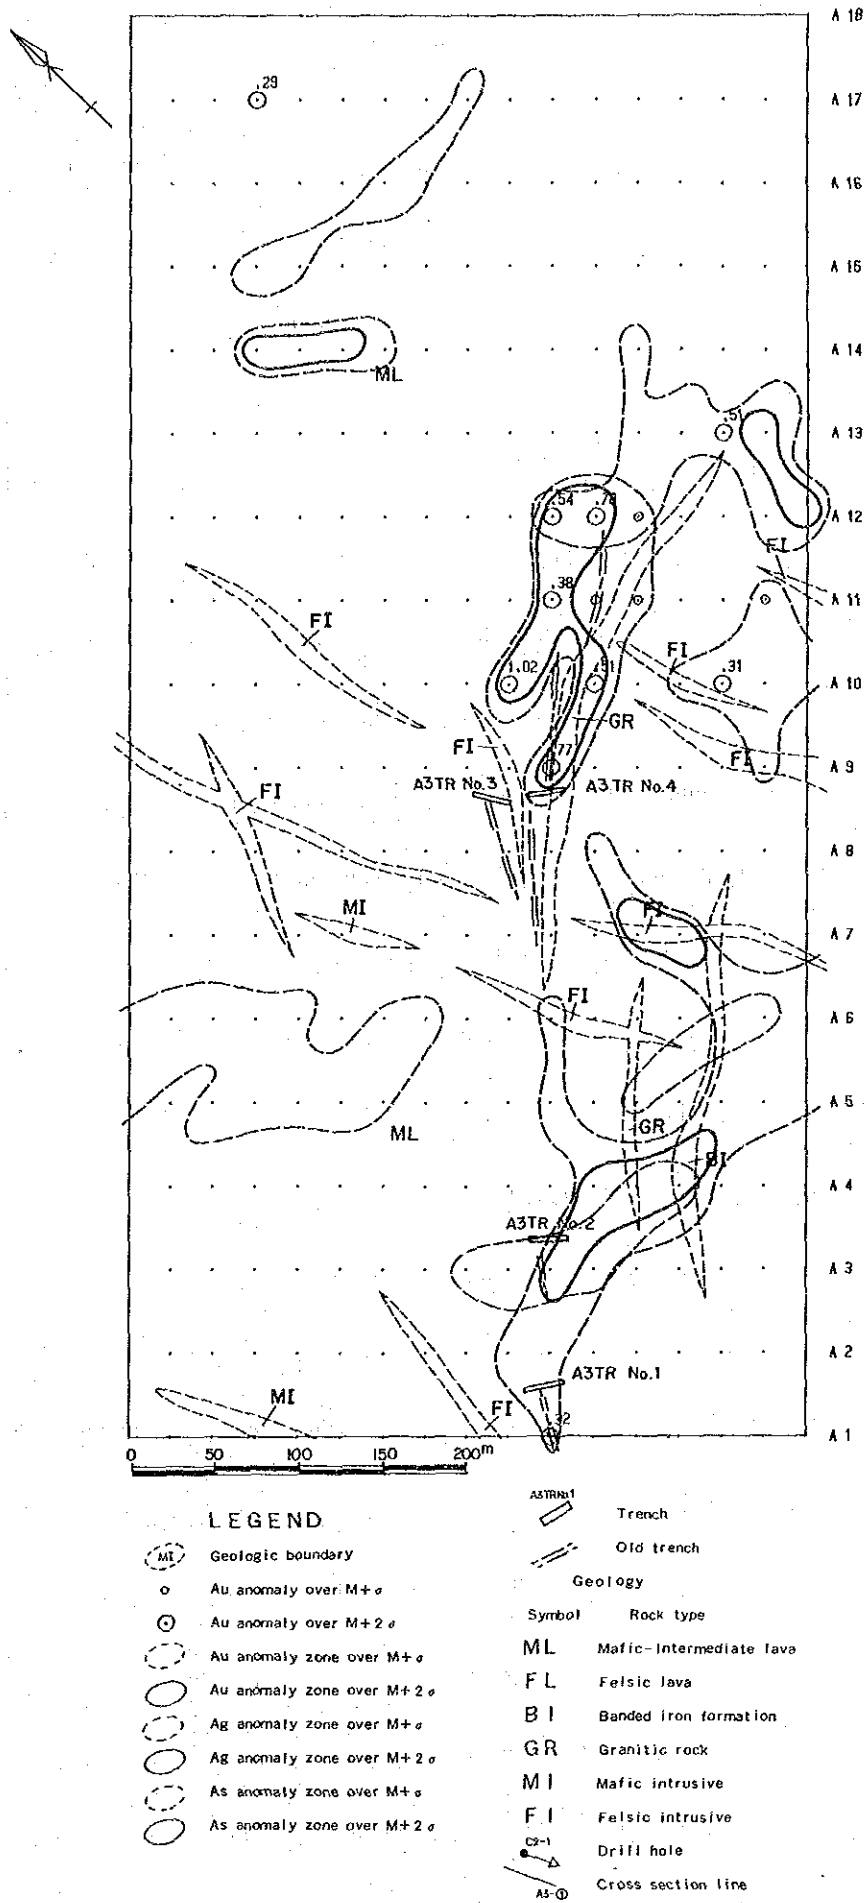 A 18
.29
A 17
A 16
A 15
A 14
ML
.51
A 13
.54
A 12
FI
.38
A 11
FI
FI
1.02
.31
A 10
GR
FI
.77
FI
A 9
A3TR No.3
A3TR No.4
FI
A 8
MI
FI
A 7
FI
A 6
A 5
GR
ML
BI
A 4
A3TR No.2
A 3
A 2
A3TR No.1
MI
FI
.32
A 1
0 50 100 150 200m
LEGEND
MI Geologic boundary
Au anomaly over M+σ
Au anomaly over M+2σ
Au anomaly zone over M+σ
Au anomaly zone over M+2σ
Ag anomaly zone over M+σ
Ag anomaly zone over M+2σ
As anomaly zone over M+σ
As anomaly zone over M+2σ
A3TRNo.1
Trench
Old trench
Geology
Symbol Rock type
ML Mafic-Intermediate lava
FL Felsic lava
BI Banded iron formation
GR Granitic rock
MI Mafic intrusive
FI Felsic intrusive
C2-1
Drill hole
A3-① Cross section line